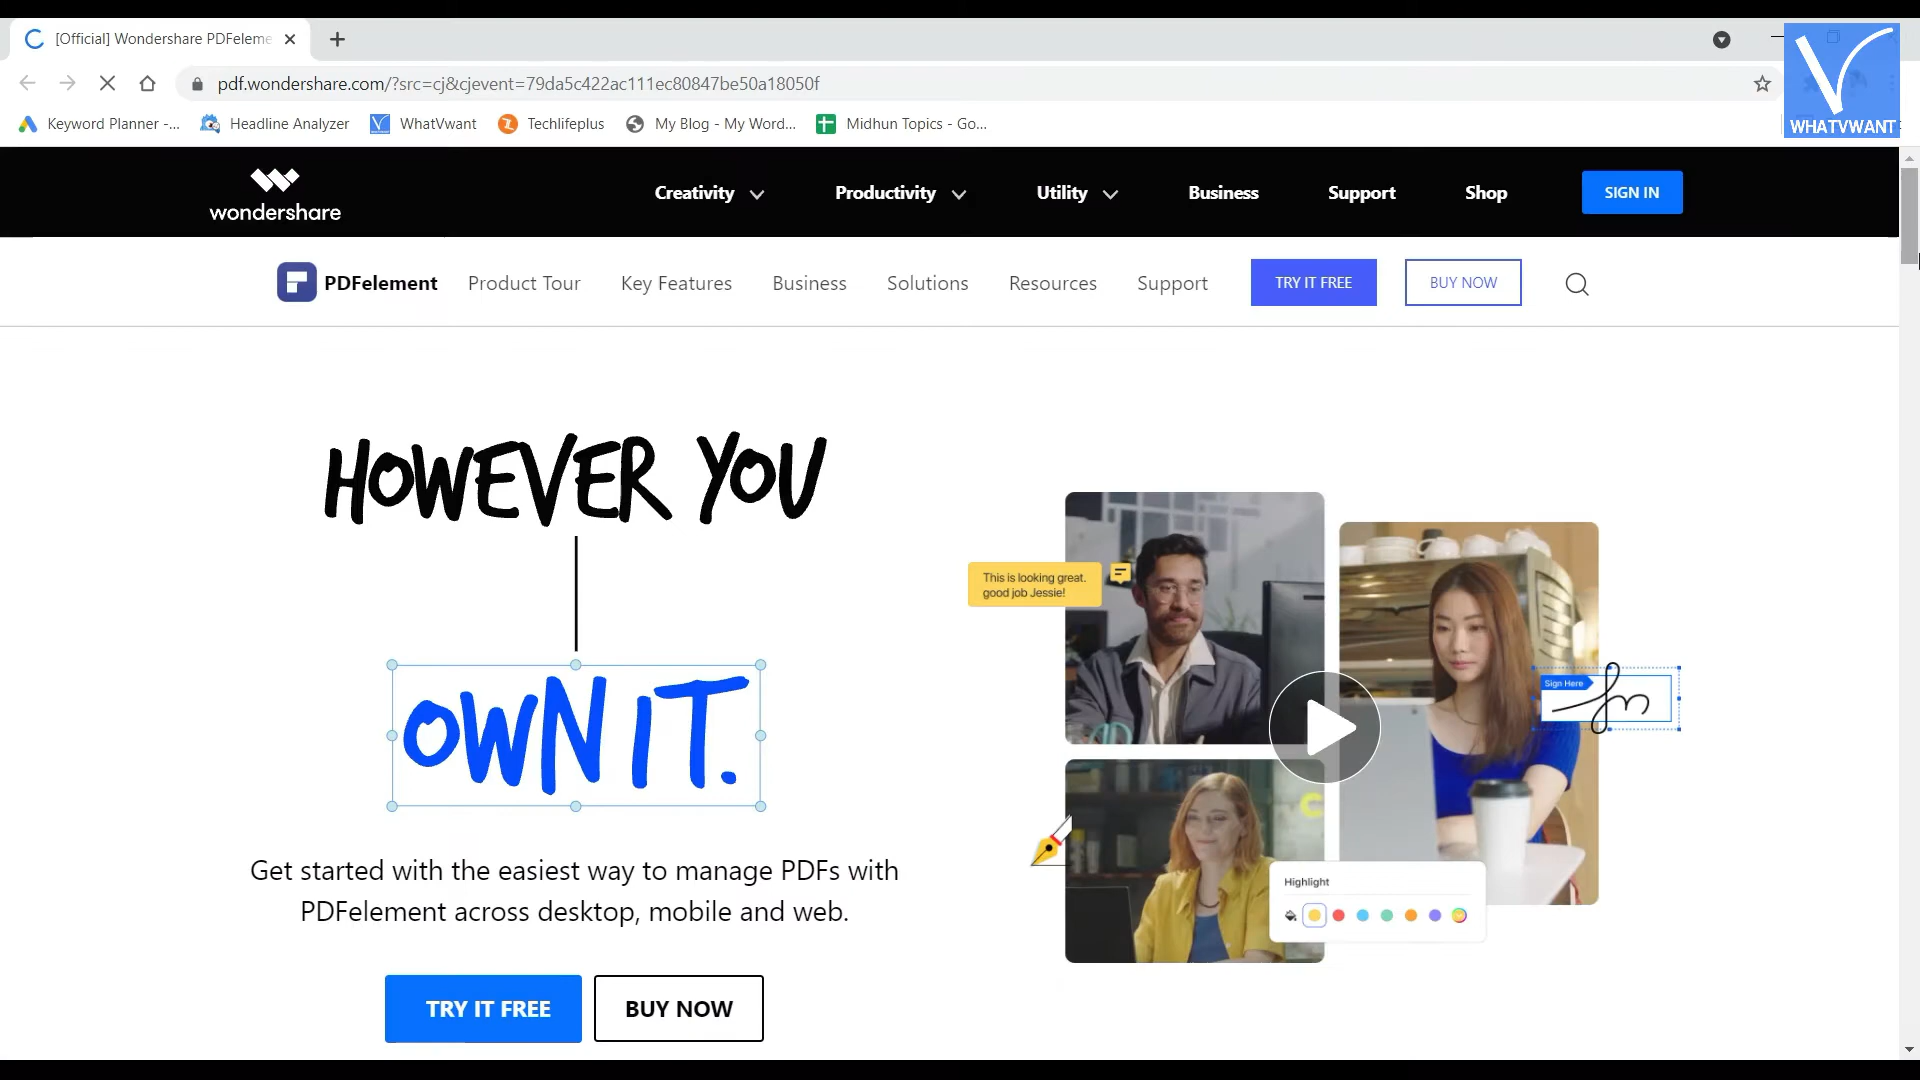 [Official] Wondershare PDFeleme
pdf.wondershare.com/?src=cj&cjevent=79da5c422ac111ec80847be50a18050f
Keyword Planner -... Headline Analyzer WhatVwant Techlifeplus My Blog - My Word... Midhun Topics - Go...
WHATVWANT
wondershare
Creativity Productivity Utility Business Support Shop SIGN IN
PDFelement Product Tour Key Features Business Solutions Resources Support TRY IT FREE BUY NOW
HOWEVER YOU
OWN IT.
This is looking great.
good job Jessie!
Sign Here
Highlight
Get started with the easiest way to manage PDFs with
PDFelement across desktop, mobile and web.
TRY IT FREE BUY NOW